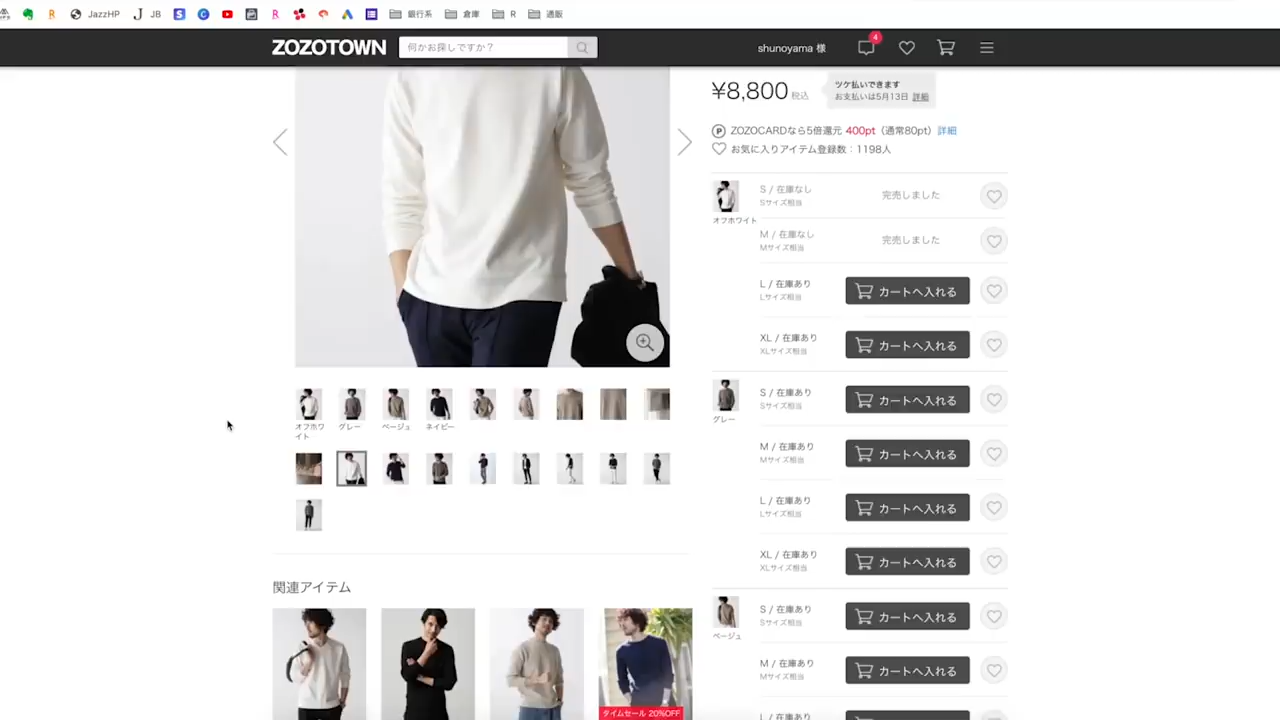 JazzHP
JB
銀行系
倉庫
R
通販
ZOZOTOWN
何かお探しですか?
shunoyama 様
4
¥8,800 税込
ツケ払いできます
お支払いは5月13日 詳細
P ZOZOCARDなら5倍還元 400pt (通常80pt) 詳細
お気に入りアイテム登録数:1198人
オフホワイト
S / 在庫なし
Sサイズ相当
完売しました
M / 在庫なし
Mサイズ相当
完売しました
L / 在庫あり
Lサイズ相当
カートへ入れる
XL / 在庫あり
XLサイズ相当
カートへ入れる
グレー
S / 在庫あり
Sサイズ相当
カートへ入れる
M / 在庫あり
Mサイズ相当
カートへ入れる
L / 在庫あり
Lサイズ相当
カートへ入れる
XL / 在庫あり
XLサイズ相当
カートへ入れる
ベージュ
S / 在庫あり
Sサイズ相当
カートへ入れる
M / 在庫あり
Mサイズ相当
カートへ入れる
L / 在庫あり
オフホワ
イト
グレー
ベージュ
ネイビー
関連アイテム
タイムセール 20%OFF